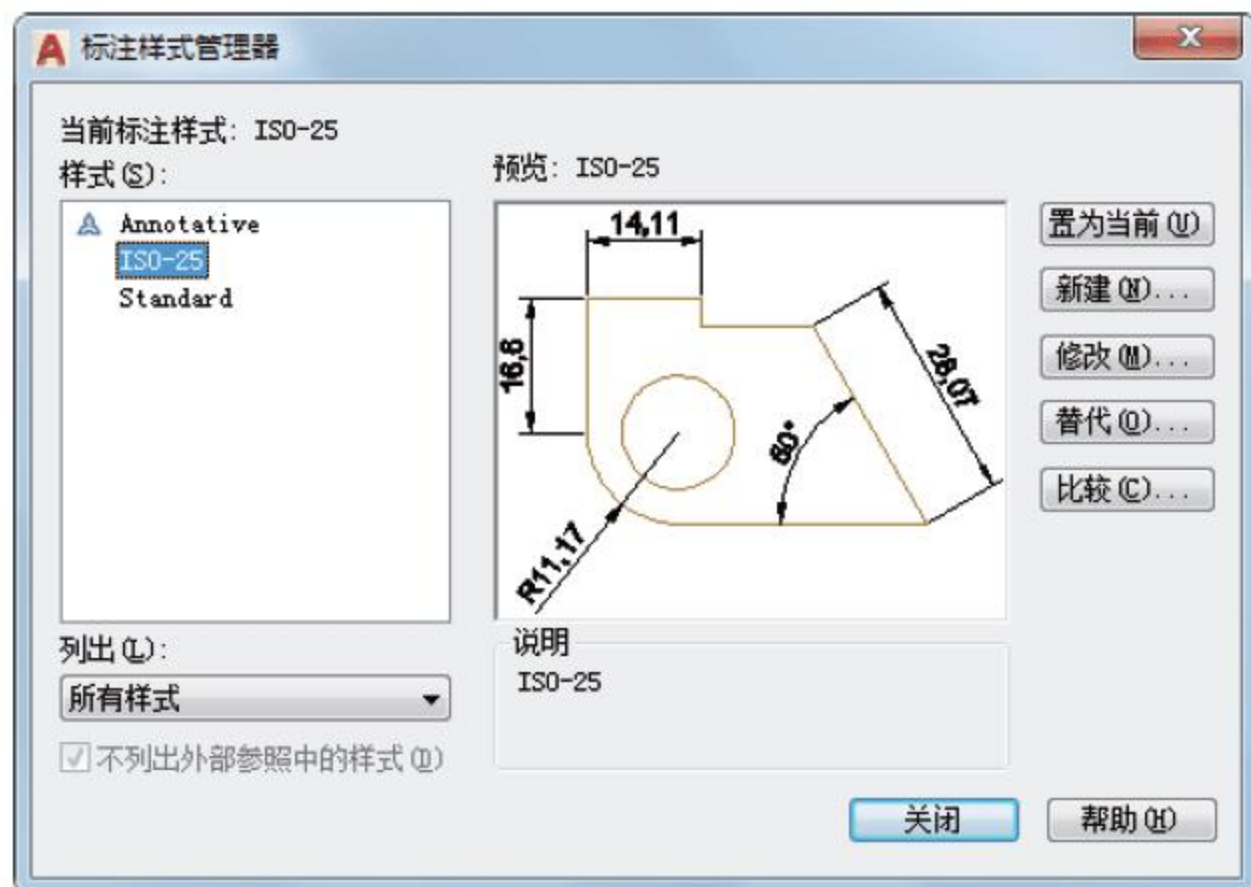 标注样式管理器
当前标注样式: ISO-25
样式(S):
预览: ISO-25
Annotative
ISO-25
Standard
14,11
16,6
28,07
60°
R11,17
置为当前(U)
新建(N)...
修改(M)...
替代(O)...
比较(C)...
列出(L):
所有样式
不列出外部参照中的样式(D)
说明
ISO-25
关闭
帮助(H)